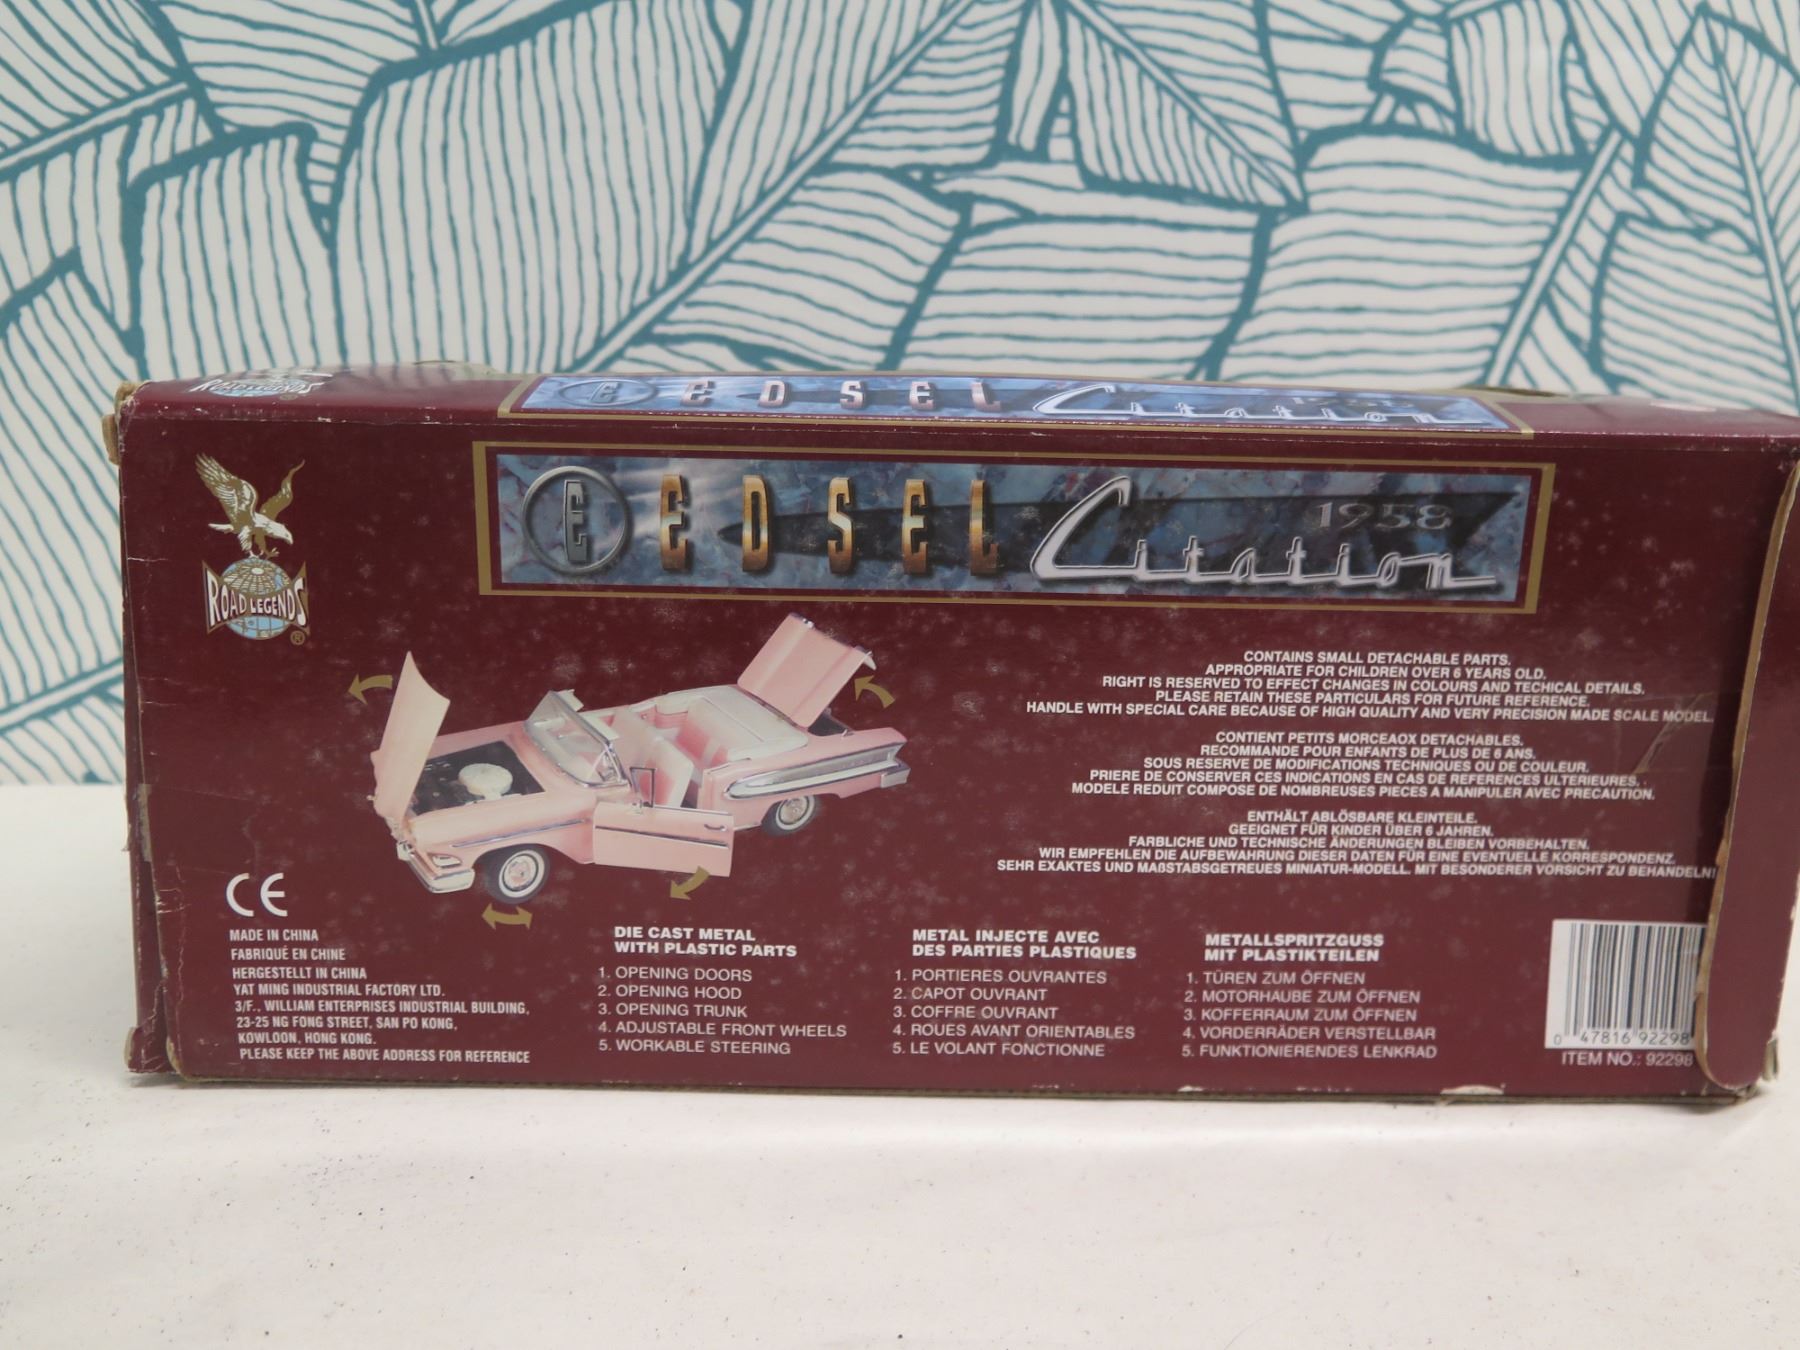 ROAD LEGENDS ®
E EDSEL Citation 1958
E EDSEL Citation 1958
ROAD LEGENDS ®
CONTAINS SMALL DETACHABLE PARTS.
APPROPRIATE FOR CHILDREN OVER 6 YEARS OLD.
RIGHT IS RESERVED TO EFFECT CHANGES IN COLOURS AND TECHICAL DETAILS.
PLEASE RETAIN THESE PARTICULARS FOR FUTURE REFERENCE.
HANDLE WITH SPECIAL CARE BECAUSE OF HIGH QUALITY AND VERY PRECISION MADE SCALE MODEL.
CONTIENT PETITS MORCEAOX DETACHABLES.
RECOMMANDE POUR ENFANTS DE PLUS DE 6 ANS.
SOUS RESERVE DE MODIFICATIONS TECHNIQUES OU DE COULEUR.
PRIERE DE CONSERVER CES INDICATIONS EN CAS DE REFERENCES ULTERIEURES.
MODELE REDUIT COMPOSE DE NOMBREUSES PIECES A MANIPULER AVEC PRECAUTION.
ENTHÄLT ABLÖSBARE KLEINTEILE.
GEEIGNET FÜR KINDER ÜBER 6 JAHREN.
FARBLICHE UND TECHNISCHE ÄNDERUNGEN BLEIBEN VORBEHALTEN.
WIR EMPFEHLEN DIE AUFBEWAHRUNG DIESER DATEN FÜR EINE EVENTUELLE KORRESPONDENZ.
SEHR EXAKTES UND MAßSTABSGETREUES MINIATUR-MODELL. MIT BESONDERER VORSICHT ZU BEHANDELN!
CE
MADE IN CHINA
FABRIQUÉ EN CHINE
HERGESTELLT IN CHINA
YAT MING INDUSTRIAL FACTORY LTD.
3/F., WILLIAM ENTERPRISES INDUSTRIAL BUILDING,
23-25 NG FONG STREET, SAN PO KONG,
KOWLOON, HONG KONG.
PLEASE KEEP THE ABOVE ADDRESS FOR REFERENCE
DIE CAST METAL
WITH PLASTIC PARTS
1. OPENING DOORS
2. OPENING HOOD
3. OPENING TRUNK
4. ADJUSTABLE FRONT WHEELS
5. WORKABLE STEERING
METAL INJECTE AVEC
DES PARTIES PLASTIQUES
1. PORTIERES OUVRANTES
2. CAPOT OUVRANT
3. COFFRE OUVRANT
4. ROUES AVANT ORIENTABLES
5. LE VOLANT FONCTIONNE
METALLSPRITZGUSS
MIT PLASTIKTEILEN
1. TÜREN ZUM ÖFFNEN
2. MOTORHAUBE ZUM ÖFFNEN
3. KOFFERRAUM ZUM ÖFFNEN
4. VORDERRÄDER VERSTELLBAR
5. FUNKTIONIERENDES LENKRAD
0 47816 92298
ITEM NO.: 92298